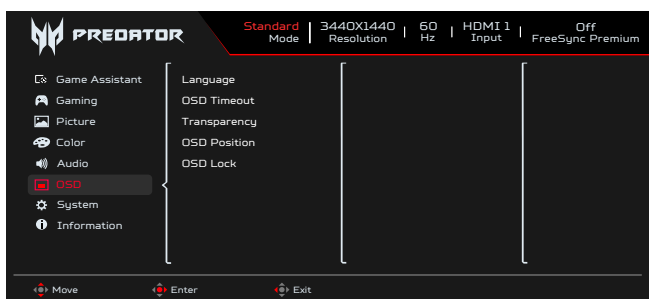 PREDATOR
Standard Mode
3440X1440 Resolution
60 Hz
HDMI 1 Input
Off FreeSync Premium
Game Assistant
Gaming
Picture
Color
Audio
OSD
System
Information
Language
OSD Timeout
Transparency
OSD Position
OSD Lock
Move
Enter
Exit